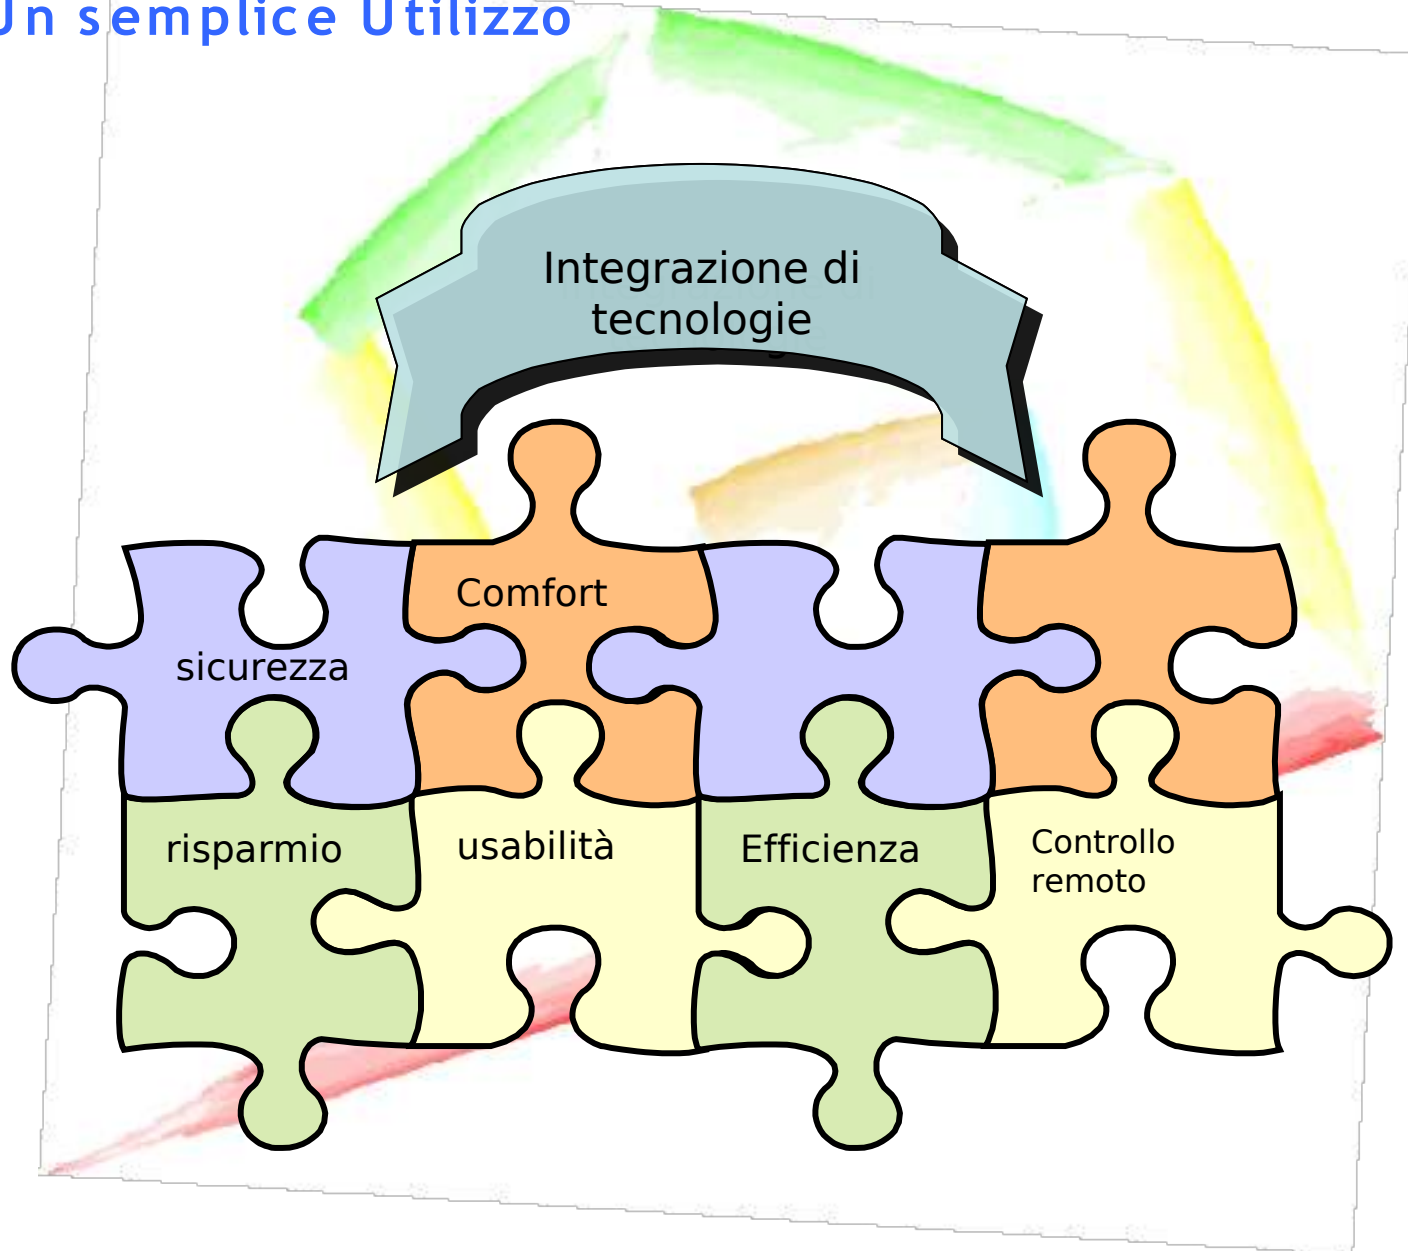 Un semplice Utilizzo
Integrazione di
tecnologie
Comfort
sicurezza
risparmio
usabilità
Efficienza
Controllo
remoto